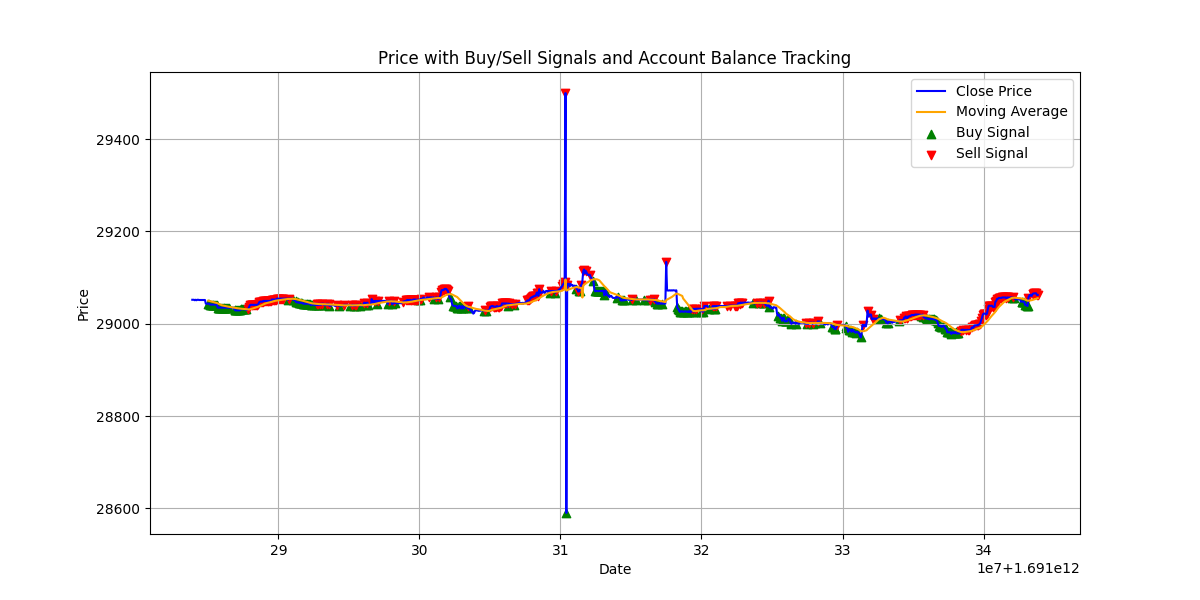 Price with Buy/Sell Signals and Account Balance Tracking
Close Price
Moving Average
Buy Signal
Sell Signal
29400
29200
29000
28800
28600
Price
29 30 31 32 33 34
Date
1e7+1.691e12